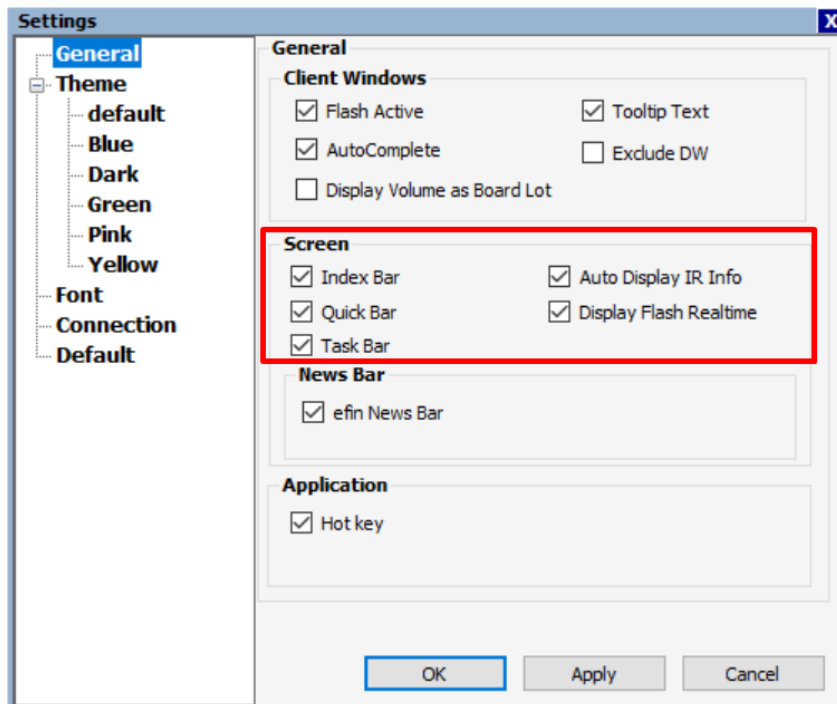 Settings
X
General
Theme
default
Blue
Dark
Green
Pink
Yellow
Font
Connection
Default
General
Client Windows
Flash Active
Tooltip Text
AutoComplete
Exclude DW
Display Volume as Board Lot
Screen
Index Bar
Auto Display IR Info
Quick Bar
Display Flash Realtime
Task Bar
News Bar
efin News Bar
Application
Hot key
OK
Apply
Cancel